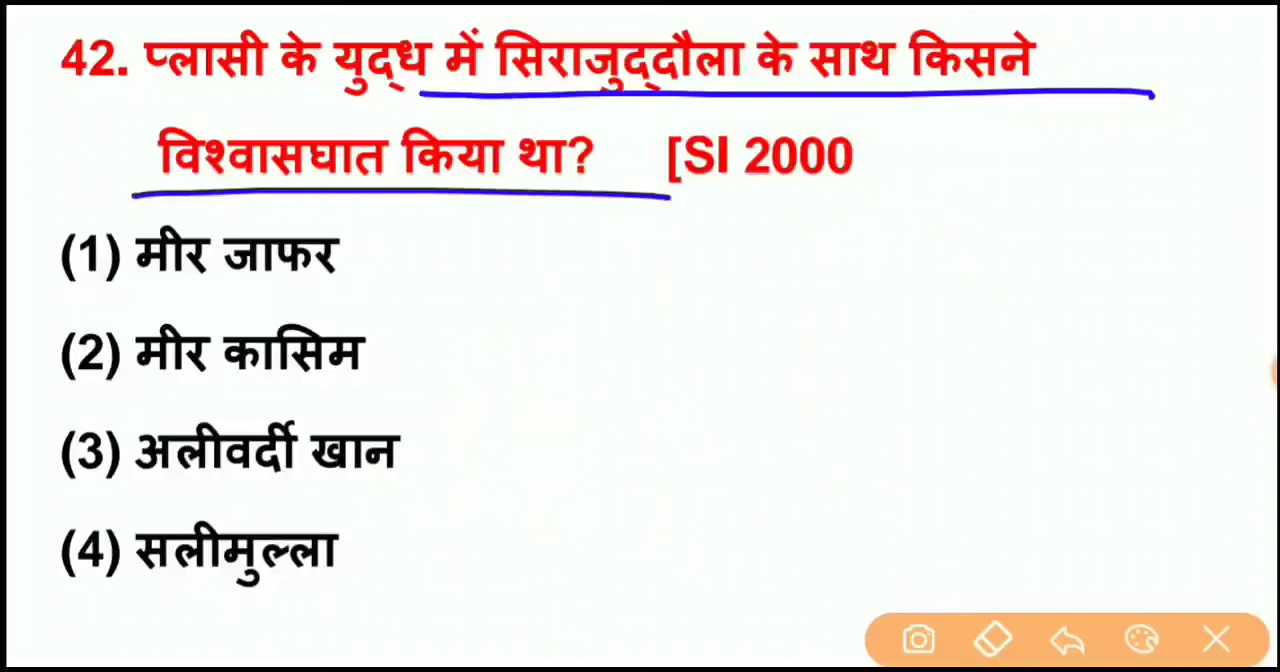 42. प्लासी के युद्ध में सिराजुद्दौला के साथ किसने
विश्वासघात किया था? [SI 2000
(1) मीर जाफर
(2) मीर कासिम
(3) अलीवर्दी खान
(4) सलीमुल्ला